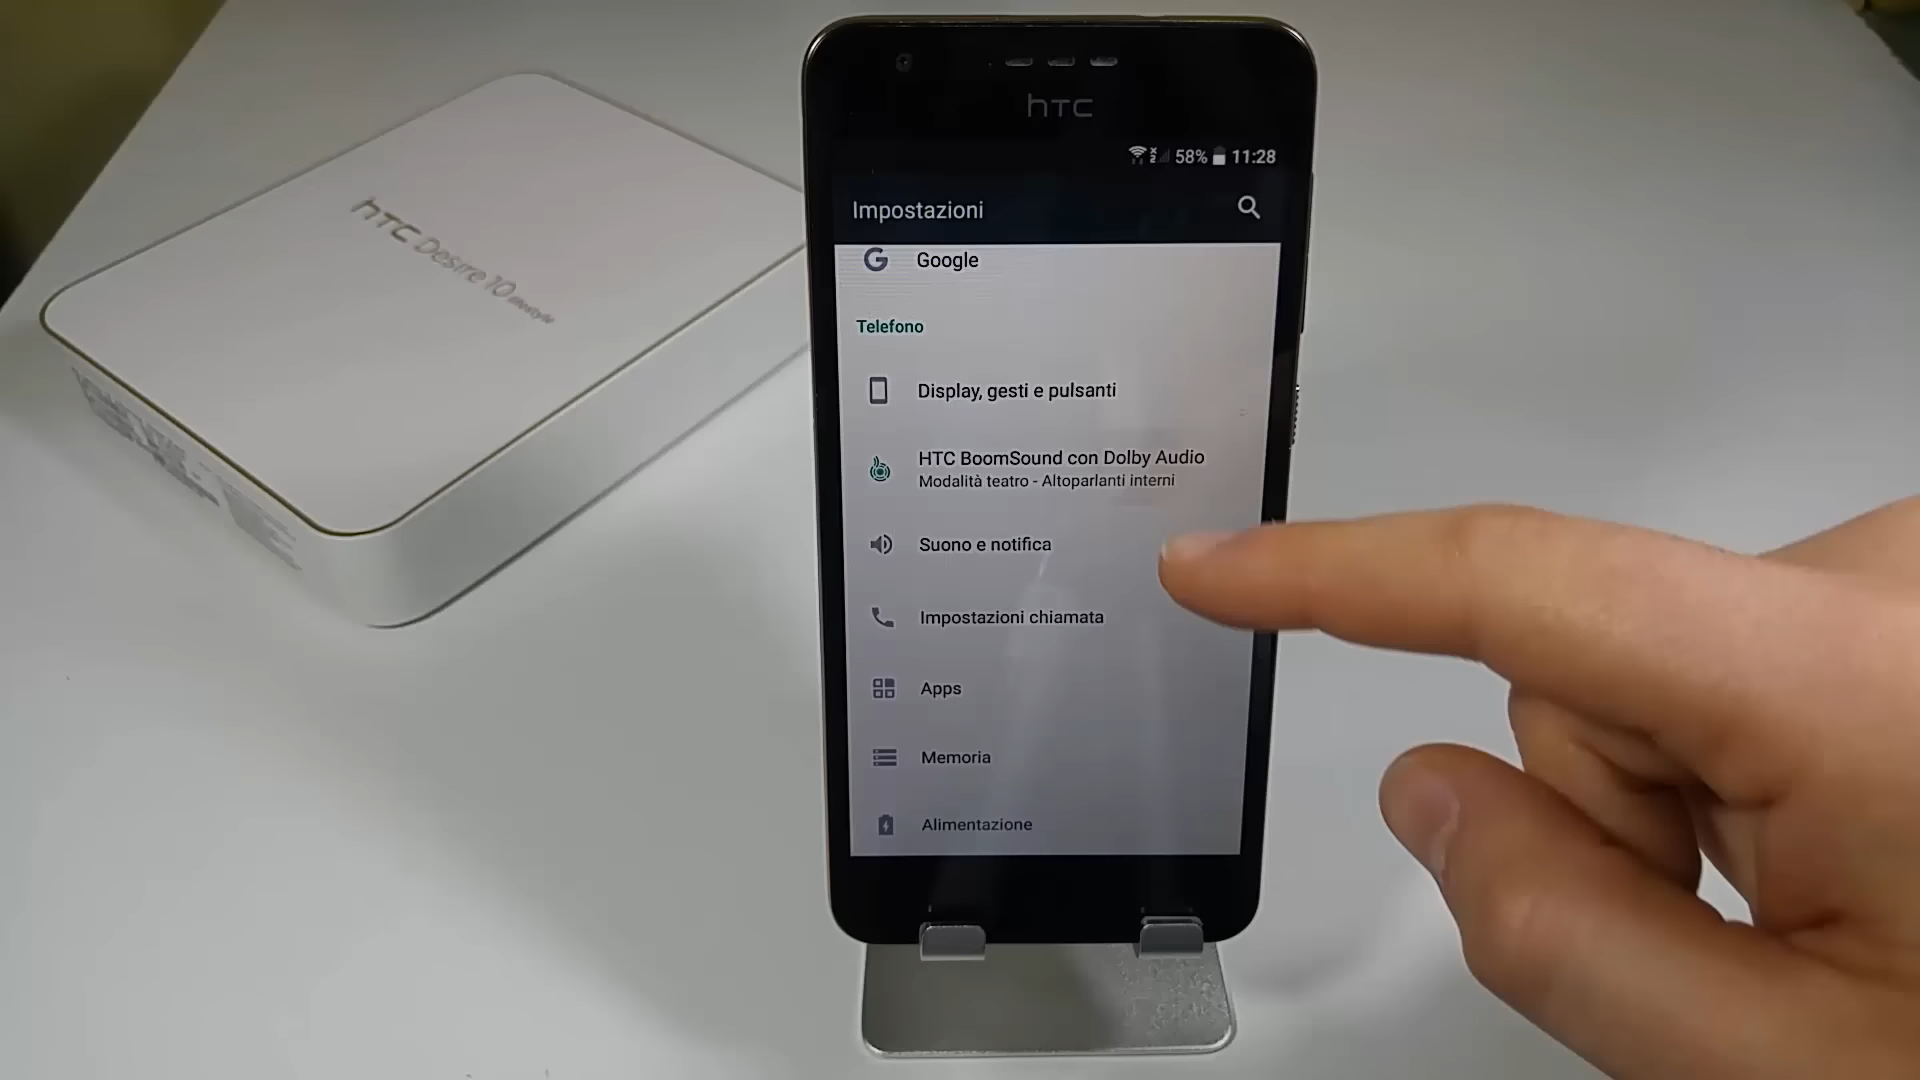 hTC
58% 11:28
Impostazioni
Google
Telefono
Display, gesti e pulsanti
HTC BoomSound con Dolby Audio
Modalità teatro - Altoparlanti interni
Suono e notifica
Impostazioni chiamata
Apps
Memoria
Alimentazione
hTC Desire 10 lifestyle